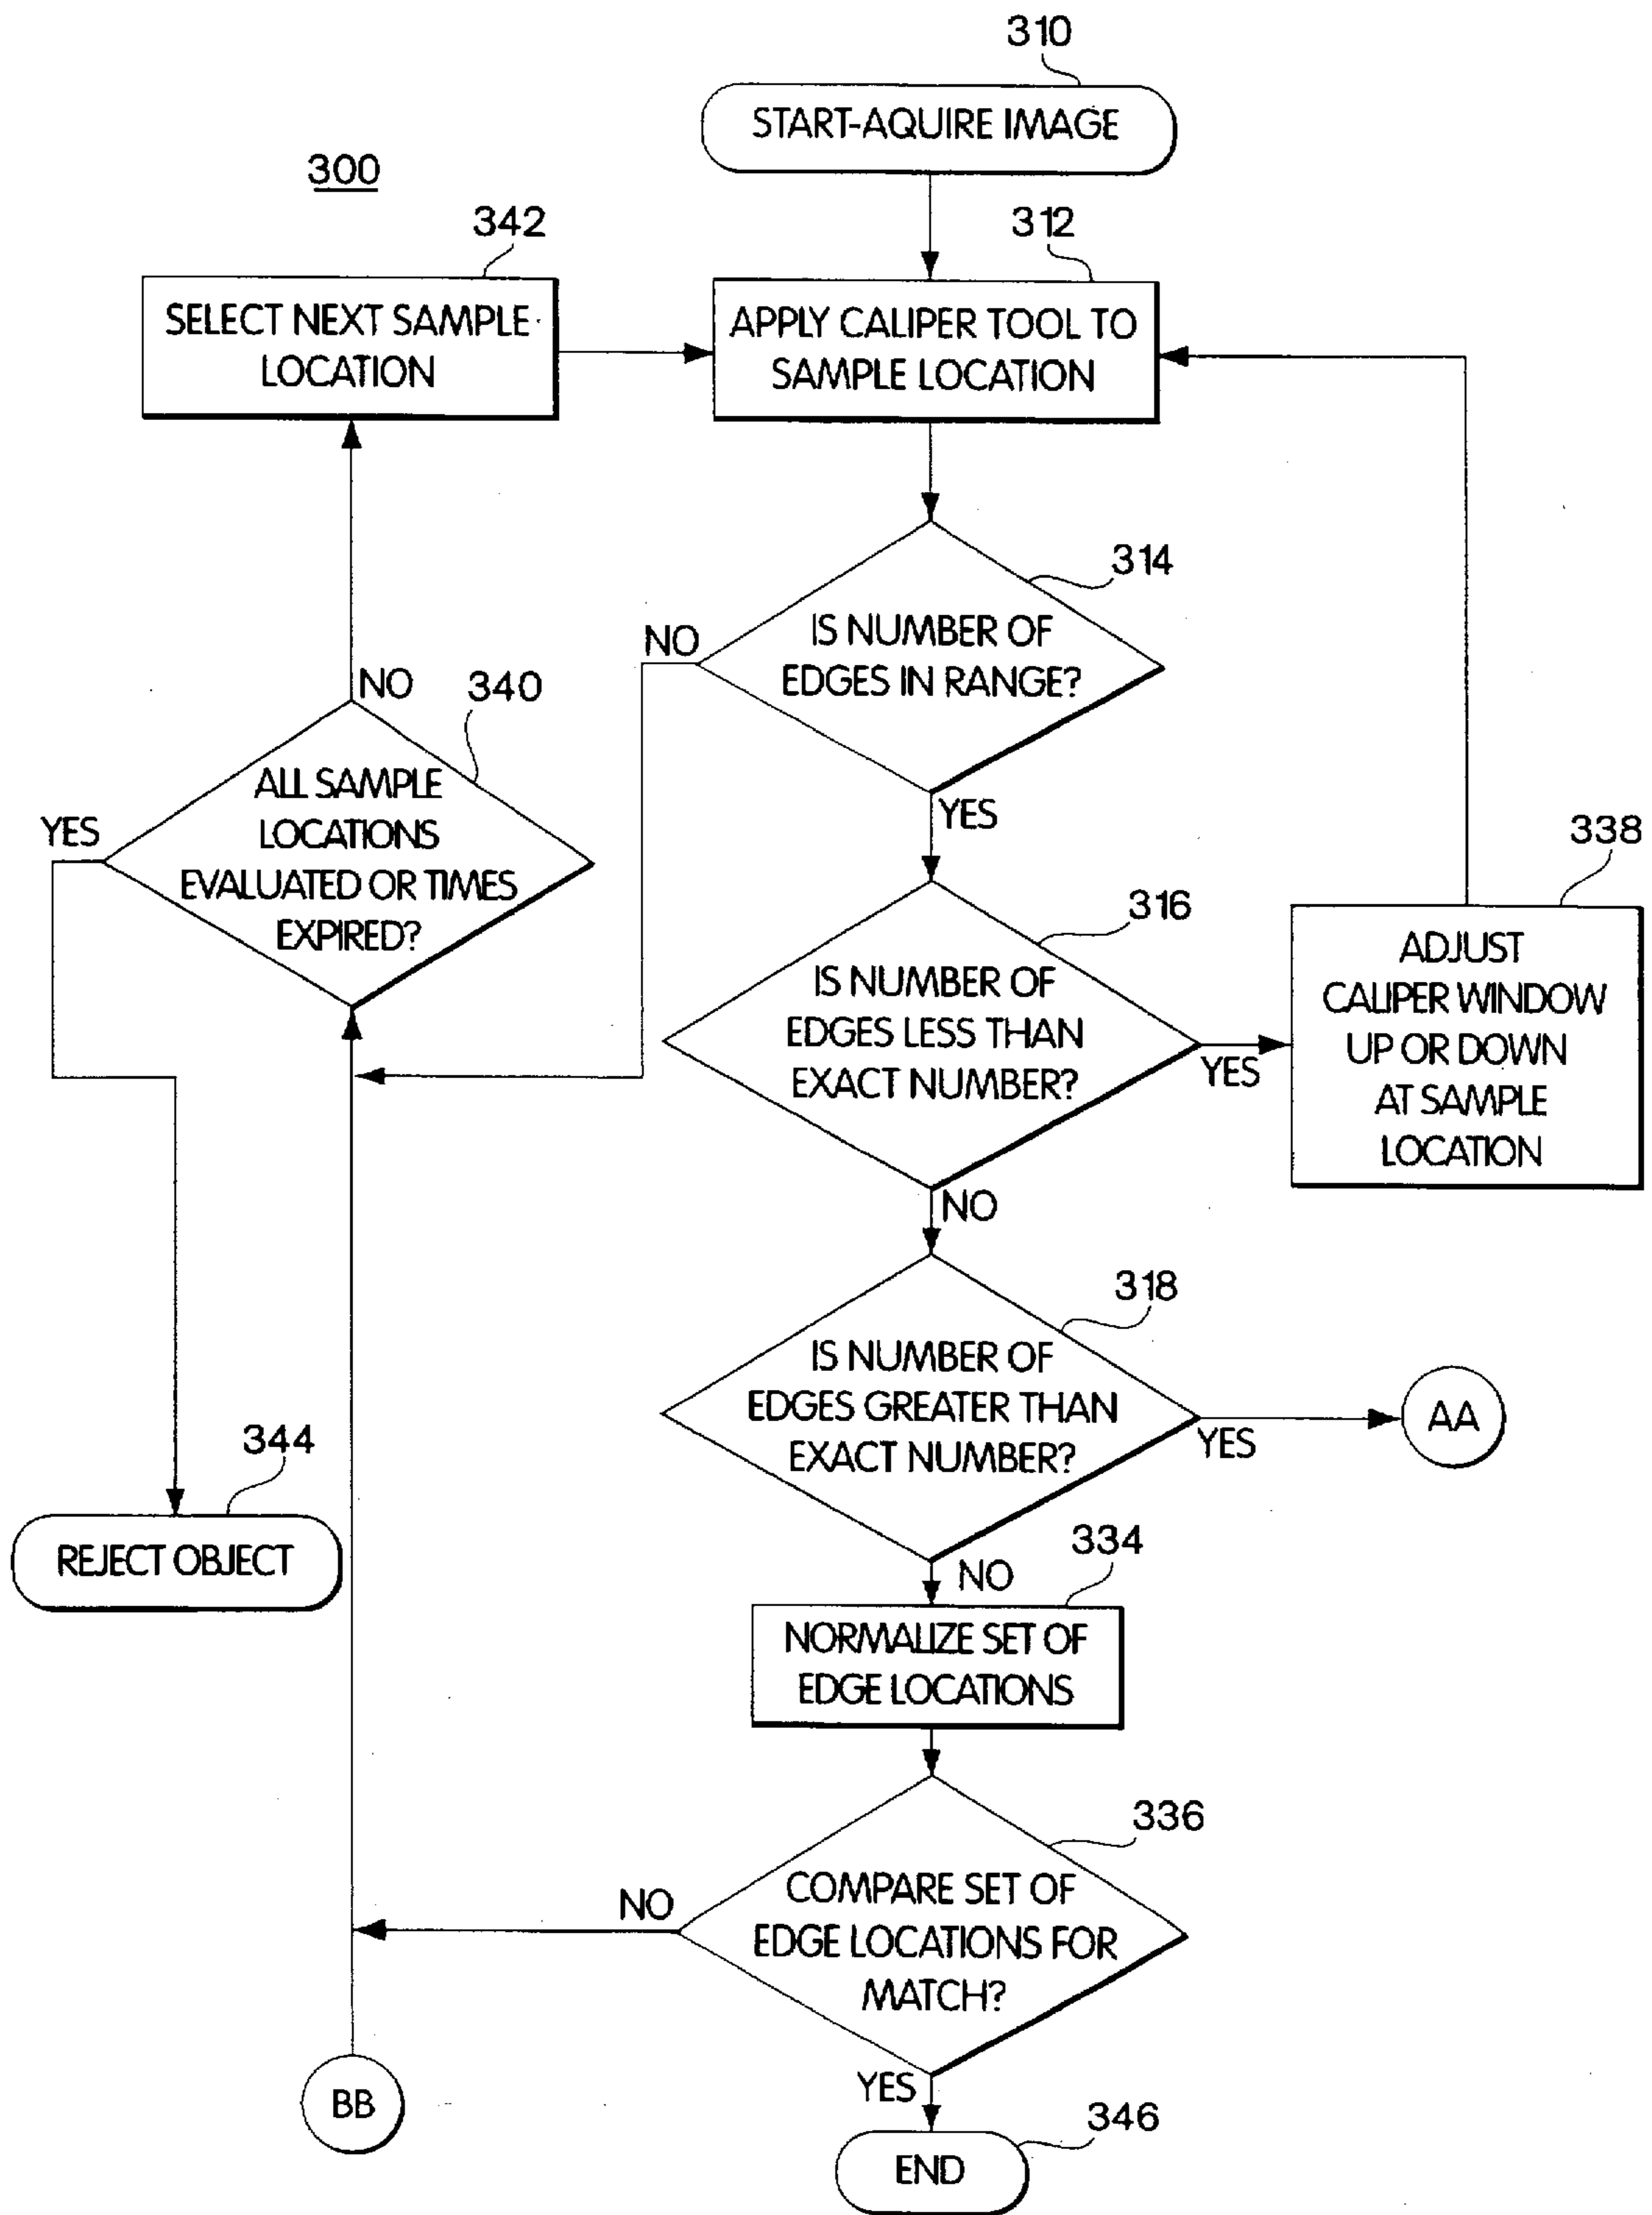 310
START-AQUIRE IMAGE
300
342
312
SELECT NEXT SAMPLE
LOCATION
APPLY CALIPER TOOL TO
SAMPLE LOCATION
314
IS NUMBER OF
EDGES IN RANGE?
NO
YES
NO
340
ALL SAMPLE
LOCATIONS
EVALUATED OR TIMES
EXPIRED?
YES
316
IS NUMBER OF
EDGES LESS THAN
EXACT NUMBER?
YES
NO
338
ADJUST
CALIPER WINDOW
UP OR DOWN
AT SAMPLE
LOCATION
318
IS NUMBER OF
EDGES GREATER THAN
EXACT NUMBER?
YES
AA
NO
344
REJECT OBJECT
334
NORMALIZE SET OF
EDGE LOCATIONS
336
COMPARE SET OF
EDGE LOCATIONS FOR
MATCH?
NO
YES
BB
346
END